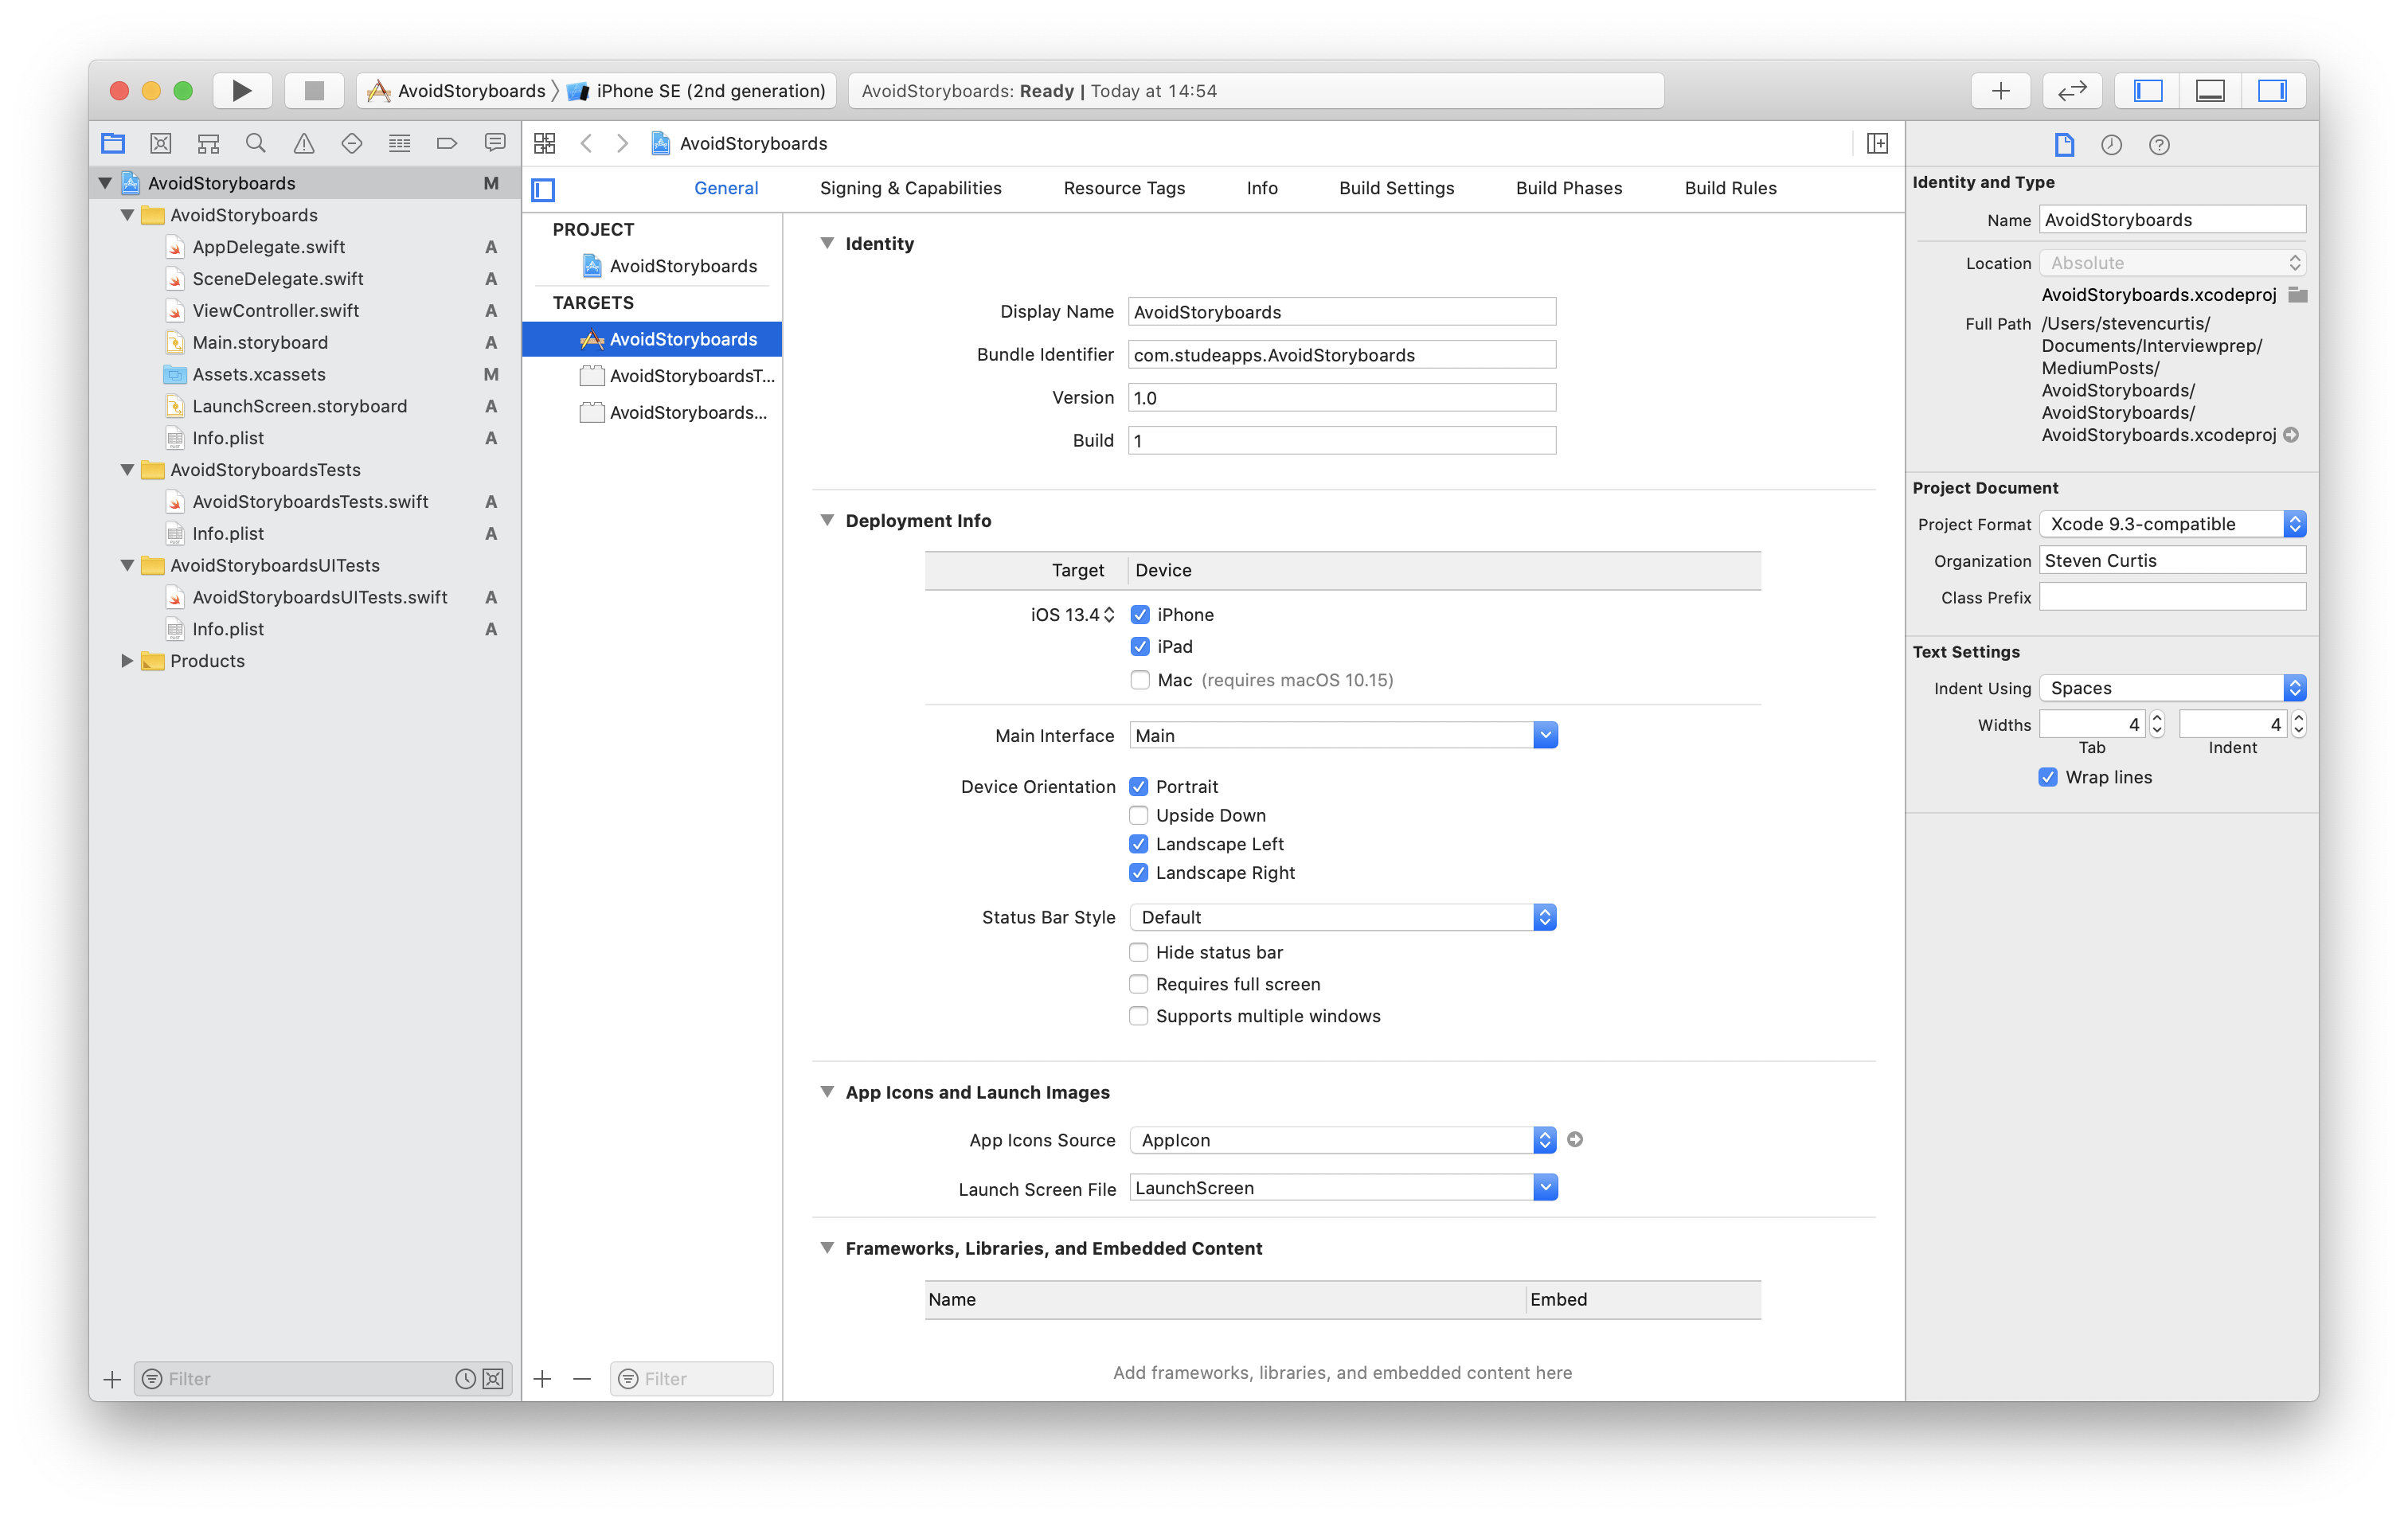 AvoidStoryboards
iPhone SE (2nd generation)
AvoidStoryboards: Ready | Today at 14:54
AvoidStoryboards M
AvoidStoryboards
AppDelegate.swift A
SceneDelegate.swift A
ViewController.swift A
Main.storyboard A
Assets.xcassets M
LaunchScreen.storyboard A
Info.plist A
AvoidStoryboardsTests
AvoidStoryboardsTests.swift A
Info.plist A
AvoidStoryboardsUITests
AvoidStoryboardsUITests.swift A
Info.plist A
Products
Filter
AvoidStoryboards
General Signing & Capabilities Resource Tags Info Build Settings Build Phases Build Rules
PROJECT
AvoidStoryboards
TARGETS
AvoidStoryboards
AvoidStoryboardsT...
AvoidStoryboards...
Filter
Identity
Display Name AvoidStoryboards
Bundle Identifier com.studeapps.AvoidStoryboards
Version 1.0
Build 1
Deployment Info
Target Device
iOS 13.4 iPhone
iPad
Mac (requires macOS 10.15)
Main Interface Main
Device Orientation Portrait
Upside Down
Landscape Left
Landscape Right
Status Bar Style Default
Hide status bar
Requires full screen
Supports multiple windows
App Icons and Launch Images
App Icons Source AppIcon
Launch Screen File LaunchScreen
Frameworks, Libraries, and Embedded Content
Name Embed
Add frameworks, libraries, and embedded content here
Identity and Type
Name AvoidStoryboards
Location Absolute
AvoidStoryboards.xcodeproj
Full Path /Users/stevencurtis/
Documents/Interviewprep/
MediumPosts/
AvoidStoryboards/
AvoidStoryboards/
AvoidStoryboards.xcodeproj
Project Document
Project Format Xcode 9.3-compatible
Organization Steven Curtis
Class Prefix
Text Settings
Indent Using Spaces
Widths 4 4
Tab Indent
Wrap lines